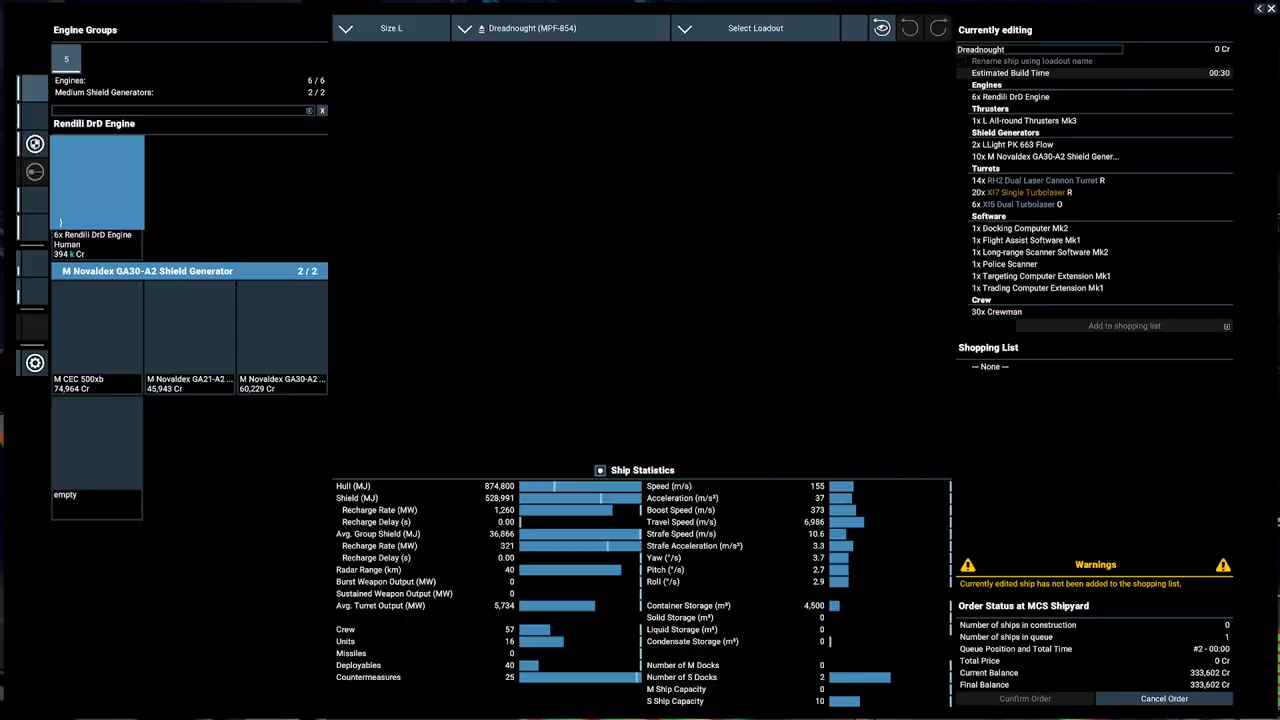 Engine Groups
5
Engines: 6 / 6
Medium Shield Generators: 2 / 2
x
Rendili DrD Engine
6x Rendili DrD Engine
Human
394 k Cr
M Novaldex GA30-A2 Shield Generator 2 / 2
M CEC 500xb
74,964 Cr
M Novaldex GA21-A2 ...
45,943 Cr
M Novaldex GA30-A2 ...
60,229 Cr
empty
Size L
Dreadnought (MPF-854)
Select Loadout
Ship Statistics
Hull (MJ) 874,800
Shield (MJ) 528,991
Recharge Rate (MW) 1,260
Recharge Delay (s) 0.00
Avg. Group Shield (MJ) 36,866
Recharge Rate (MW) 321
Recharge Delay (s) 0.00
Radar Range (km) 40
Burst Weapon Output (MW) 0
Sustained Weapon Output (MW) 0
Avg. Turret Output (MW) 5,734
Crew 57
Units 16
Missiles 0
Deployables 40
Countermeasures 25
Speed (m/s) 155
Acceleration (m/s²) 37
Boost Speed (m/s) 373
Travel Speed (m/s) 6,986
Strafe Speed (m/s) 10.6
Strafe Acceleration (m/s²) 3.3
Yaw (°/s) 3.7
Pitch (°/s) 2.7
Roll (°/s) 2.9
Container Storage (m³) 4,500
Solid Storage (m³) 0
Liquid Storage (m³) 0
Condensate Storage (m³) 0
Number of M Docks 0
Number of S Docks 2
M Ship Capacity 0
S Ship Capacity 10
Currently editing
Dreadnought 0 Cr
Rename ship using loadout name
Estimated Build Time 00:30
Engines
6x Rendili DrD Engine
Thrusters
1x L All-round Thrusters Mk3
Shield Generators
2x LLight PK 663 Flow
10x M Novaldex GA30-A2 Shield Gener...
Turrets
14x RH2 Dual Laser Cannon Turret R
20x XI7 Single Turbolaser R
6x XI5 Dual Turbolaser O
Software
1x Docking Computer Mk2
1x Flight Assist Software Mk1
1x Long-range Scanner Software Mk2
1x Police Scanner
1x Targeting Computer Extension Mk1
1x Trading Computer Extension Mk1
Crew
30x Crewman
Add to shopping list
Shopping List
--- None ---
Warnings
Currently edited ship has not been added to the shopping list.
Order Status at MCS Shipyard
Number of ships in construction 0
Number of ships in queue 1
Queue Position and Total Time #2 - 00:00
Total Price 0 Cr
Current Balance 333,602 Cr
Final Balance 333,602 Cr
Confirm Order
Cancel Order